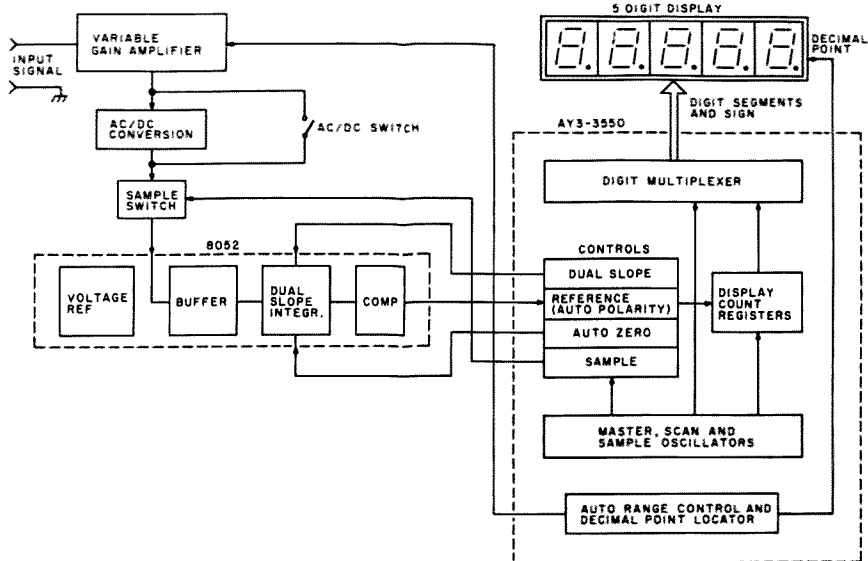 5 DIGIT DISPLAY
DECIMAL
POINT
VARIABLE
GAIN AMPLIFIER
INPUT
SIGNAL
AC/DC
CONVERSION
AC/DC SWITCH
DIGIT SEGMENTS
AND SIGN
AY3-3550
SAMPLE
SWITCH
DIGIT MULTIPLEXER
8052
VOLTAGE
REF
BUFFER
DUAL
SLOPE
INTEGR.
COMP
CONTROLS
DUAL SLOPE
REFERENCE
(AUTO POLARITY)
AUTO ZERO
SAMPLE
DISPLAY
COUNT
REGISTERS
MASTER, SCAN AND
SAMPLE OSCILLATORS
AUTO RANGE CONTROL AND
DECIMAL POINT LOCATOR